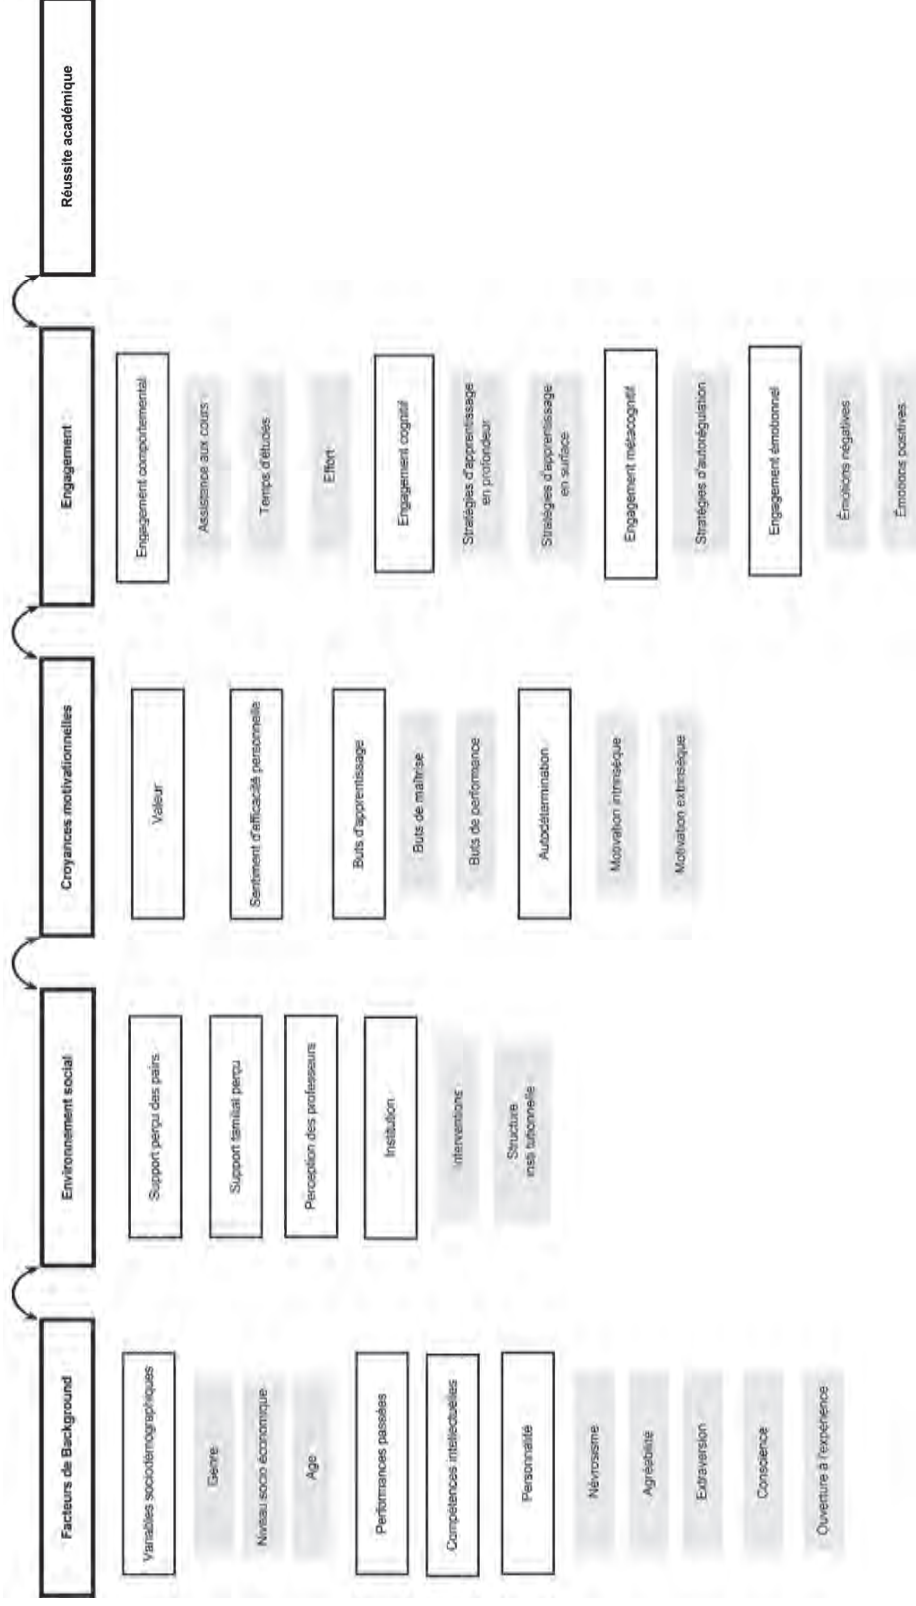 Facteurs de Background
Variables sociodémographiques
Genre
Niveau socio économique
Age
Performances passées
Compétences intellectuelles
Personnalité
Névrosisme
Agréabilité
Extraversion
Conscience
Ouverture à l'expérience
Environnement social
Support perçu des pairs
Support familial perçu
Perception des professeurs
Institution
Interventions
Structure
insti tutionnelle
Croyances motivationnelles
Valeur
Sentiment d'efficacité personnelle
Buts d'apprentissage
Buts de maîtrise
Buts de performance
Autodétermination
Motivation intrinsèque
Motivation extrinsèque
Engagement
Engagement comportemental
Assistance aux cours
Temps d'études
Effort
Engagement cognitif
Stratégies d'apprentissage
en profondeur
Stratégies d'apprentissage
en surface
Engagement métacognitif
Stratégies d'autorégulation
Engagement émobonnel
Émotions négatives
Émotions positives
Réussite académique